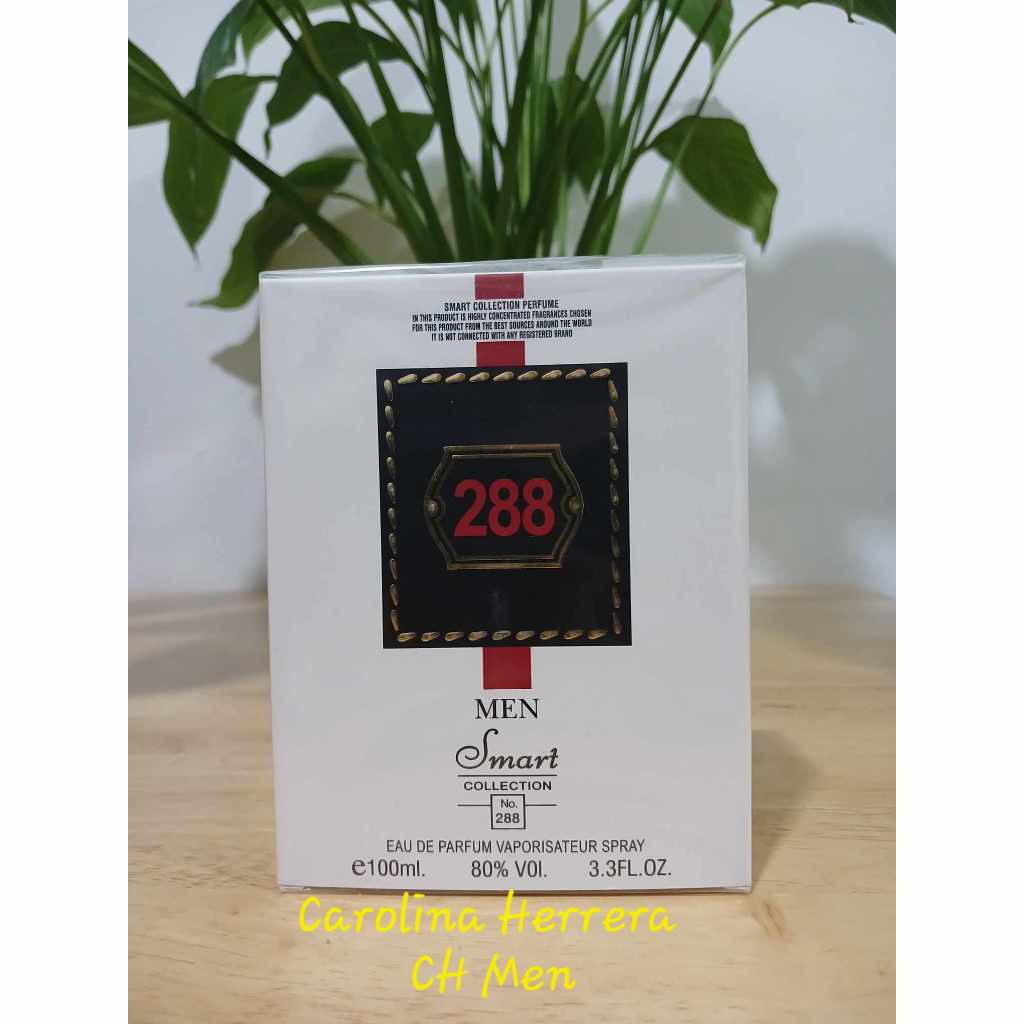 SMART COLLECTION PERFUME
IN THIS PRODUCT IS HIGHLY CONCENTRATED FRAGRANCES CHOSEN
FOR THIS PRODUCT FROM THE BEST SOURCES AROUND THE WORLD
IT IS NOT CONNECTED WITH ANY REGISTERED BRAND
288
MEN
Smart
COLLECTION
No.
288
EAU DE PARFUM VAPORISATEUR SPRAY
e100ml. 80% Vol. 3.3FL.OZ.
Carolina Herrera
CH Men